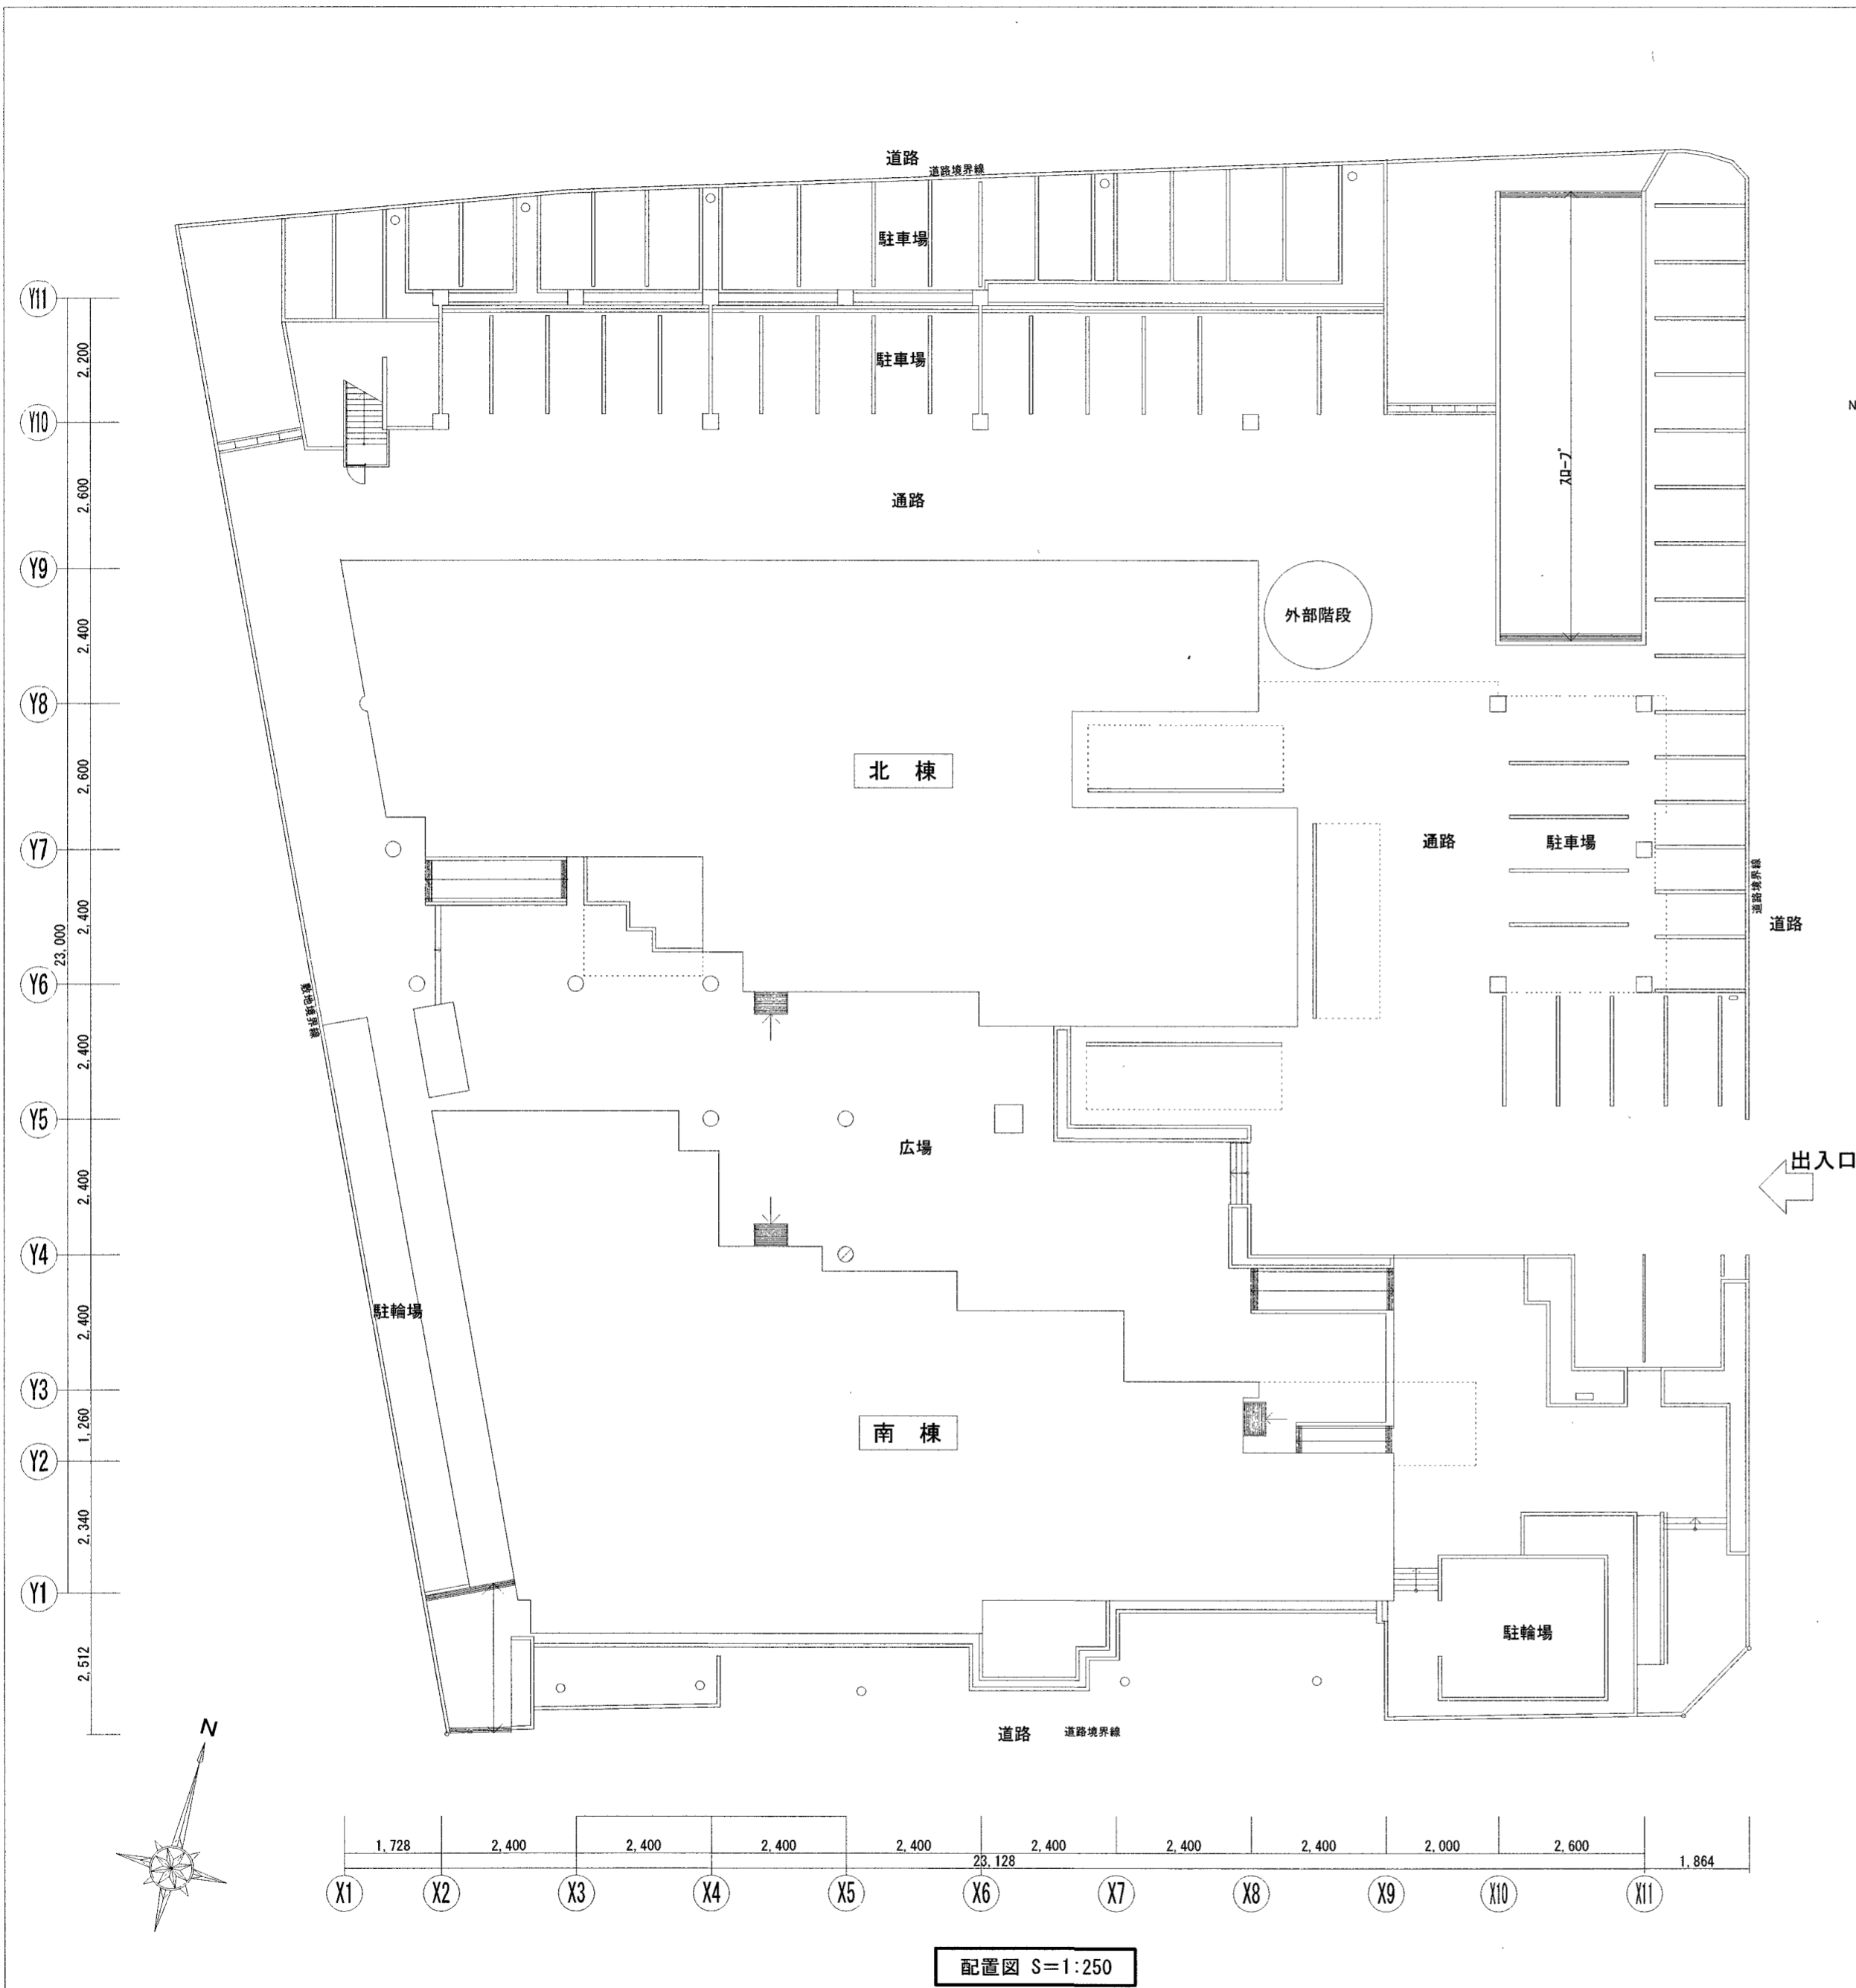 道路
道路境界線
駐車場
Y11
駐車場
2,200
Y10
N
スロープ
2,600
通路
Y9
外部階段
2,400
Y8
北 棟
2,600
通路
駐車場
Y7
道路境界線
道路
2,400
23,000
Y6
敷地境界線
2,400
Y5
広場
出入口
2,400
Y4
駐輪場
2,400
Y3
1,260
南 棟
Y2
2,340
Y1
駐輪場
2,512
道路
道路境界線
N
1,728 2,400 2,400 2,400 2,400 2,400 2,400 2,400 2,000 2,600
23,128
1,864
X1 X2 X3 X4 X5 X6 X7 X8 X9 X10 X11
配置図 S=1:250